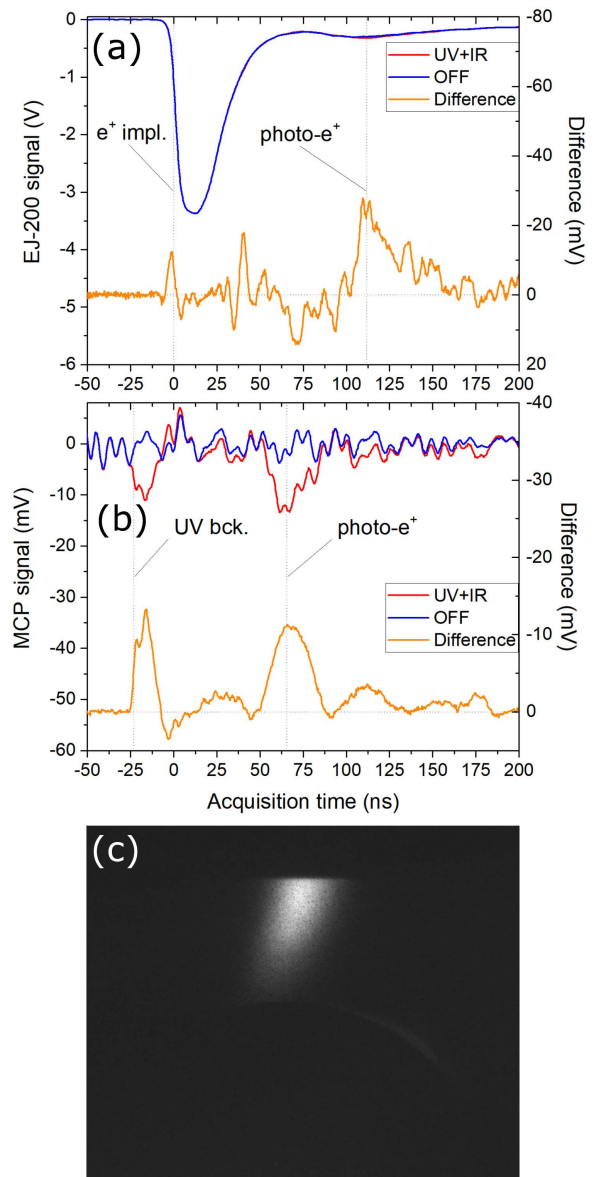 (a)
0
-1
-2
-3
-4
-5
-6
EJ-200 signal (V)
-80
-60
-40
-20
0
20
Difference (mV)
UV+IR
OFF
Difference
e+ impl.
photo-e+
-50 -25 0 25 50 75 100 125 150 175 200
(b)
0
-10
-20
-30
-40
-50
-60
MCP signal (mV)
-40
-30
-20
-10
0
Difference (mV)
UV bck.
photo-e+
UV+IR
OFF
Difference
-50 -25 0 25 50 75 100 125 150 175 200
Acquisition time (ns)
(c)